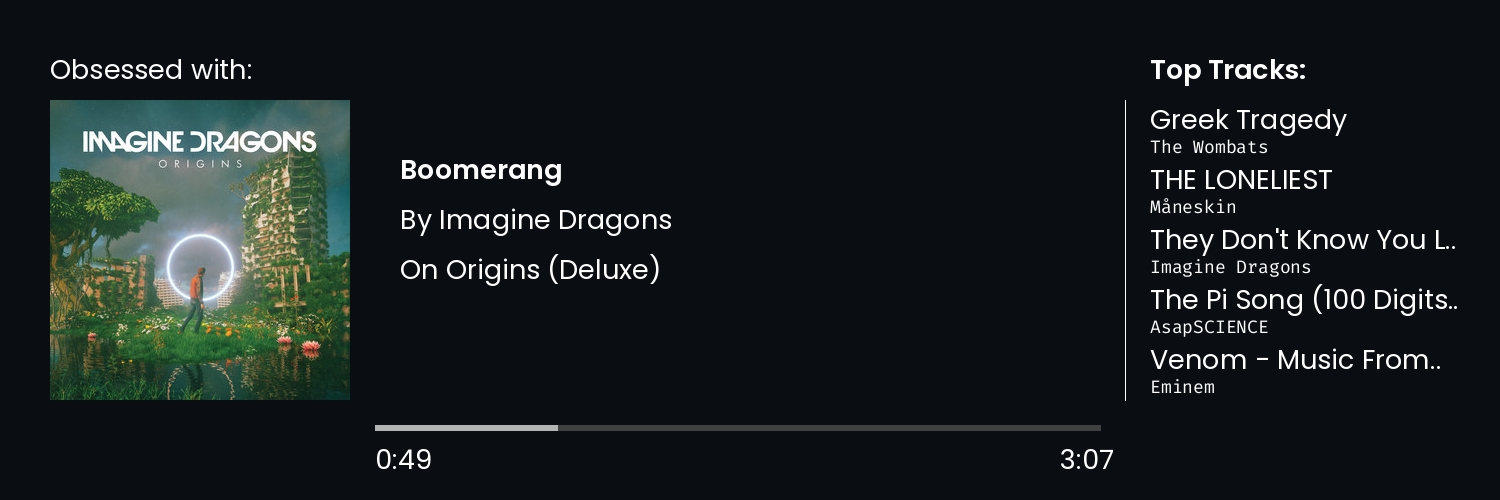 Obsessed with:
IMAGINE DRAGONS
ORIGINS
Boomerang
By Imagine Dragons
On Origins (Deluxe)
0:49
3:07
Top Tracks:
Greek Tragedy
The Wombats
THE LONELIEST
Måneskin
They Don't Know You L..
Imagine Dragons
The Pi Song (100 Digits..
AsapSCIENCE
Venom - Music From..
Eminem